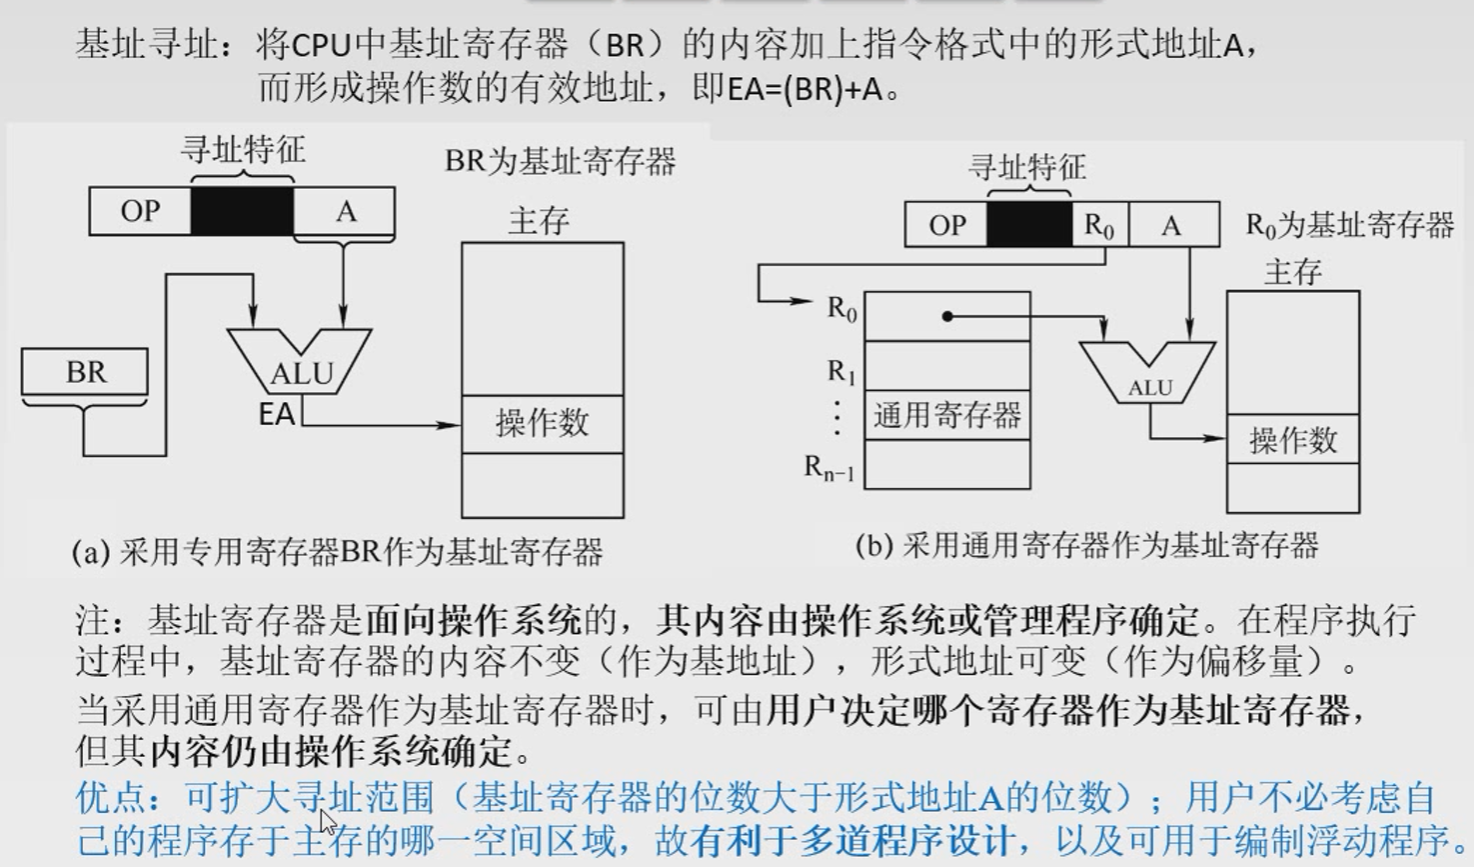 基址寻址：将CPU中基址寄存器（BR）的内容加上指令格式中的形式地址A，
而形成操作数的有效地址，即EA=(BR)+A。
寻址特征
BR为基址寄存器
OP
A
主存
BR
ALU
EA
操作数
(a) 采用专用寄存器BR作为基址寄存器
寻址特征
OP
R₀
A
R₀为基址寄存器
主存
R₀
R₁
⋮
通用寄存器
Rₙ₋₁
ALU
操作数
(b) 采用通用寄存器作为基址寄存器
注：基址寄存器是面向操作系统的，其内容由操作系统或管理程序确定。在程序执行
过程中，基址寄存器的内容不变（作为基地址），形式地址可变（作为偏移量）。
当采用通用寄存器作为基址寄存器时，可由用户决定哪个寄存器作为基址寄存器，
但其内容仍由操作系统确定。
优点：可扩大寻址范围（基址寄存器的位数大于形式地址A的位数）；用户不必考虑自
己的程序存于主存的哪一空间区域，故有利于多道程序设计，以及可用于编制浮动程序。